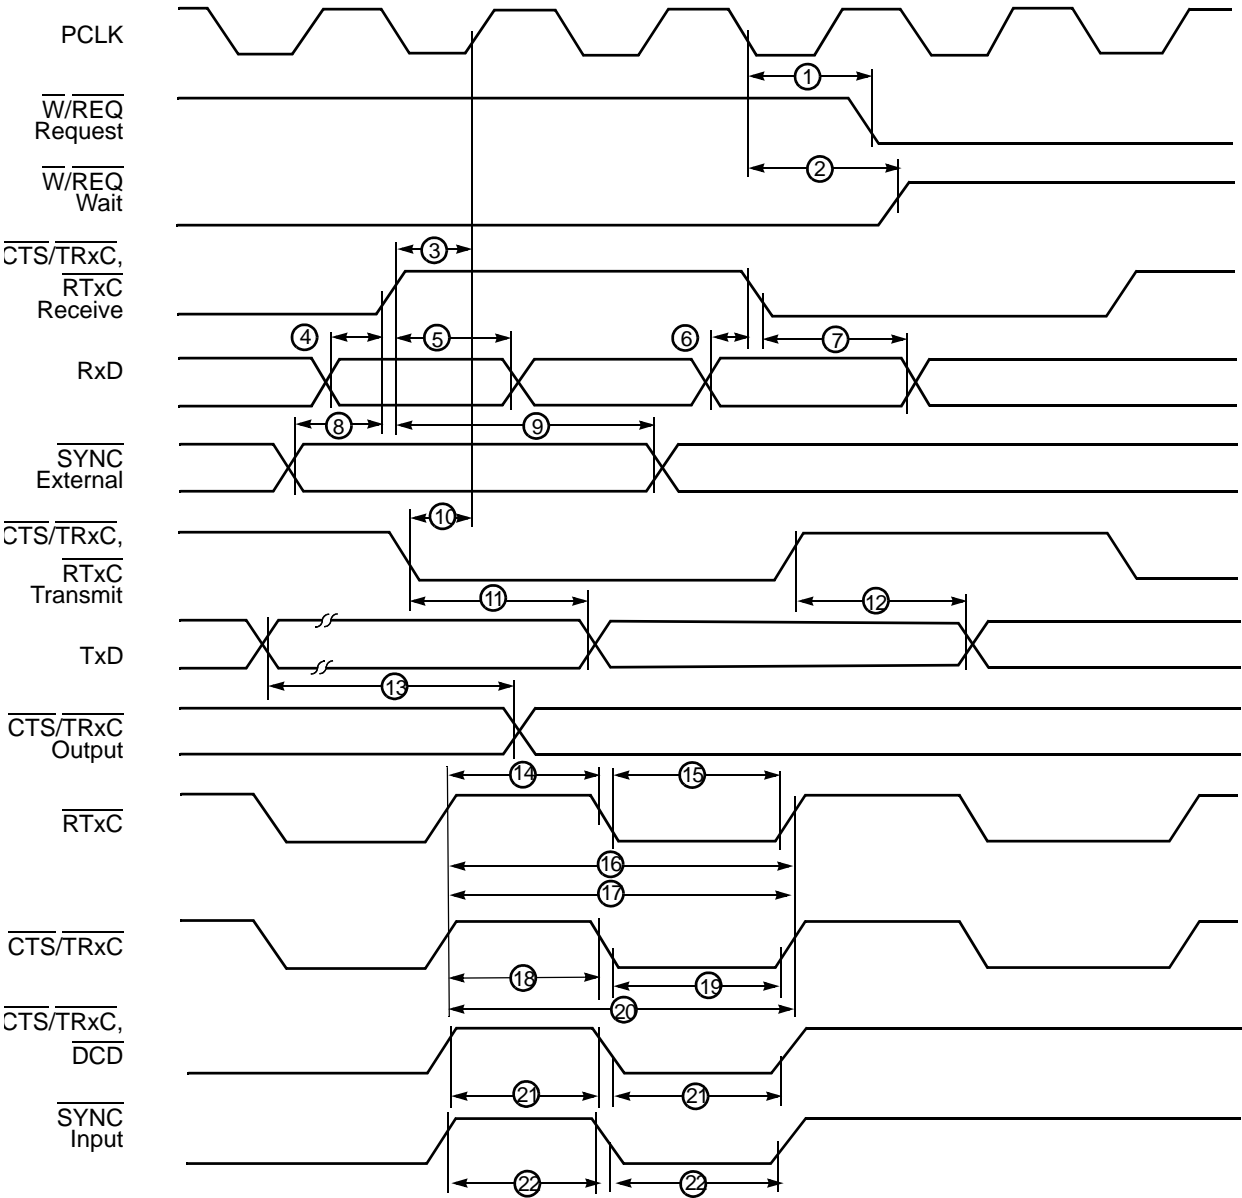 PCLK
1
W/REQ
Request
2
W/REQ
Wait
3
CTS/TRxC,
RTxC
Receive
4
5
6
7
RxD
8
9
SYNC
External
10
CTS/TRxC,
RTxC
Transmit
11
12
TxD
13
CTS/TRxC
Output
14
15
RTxC
16
17
CTS/TRxC
18
19
20
CTS/TRxC,
DCD
21
21
SYNC
Input
22
22